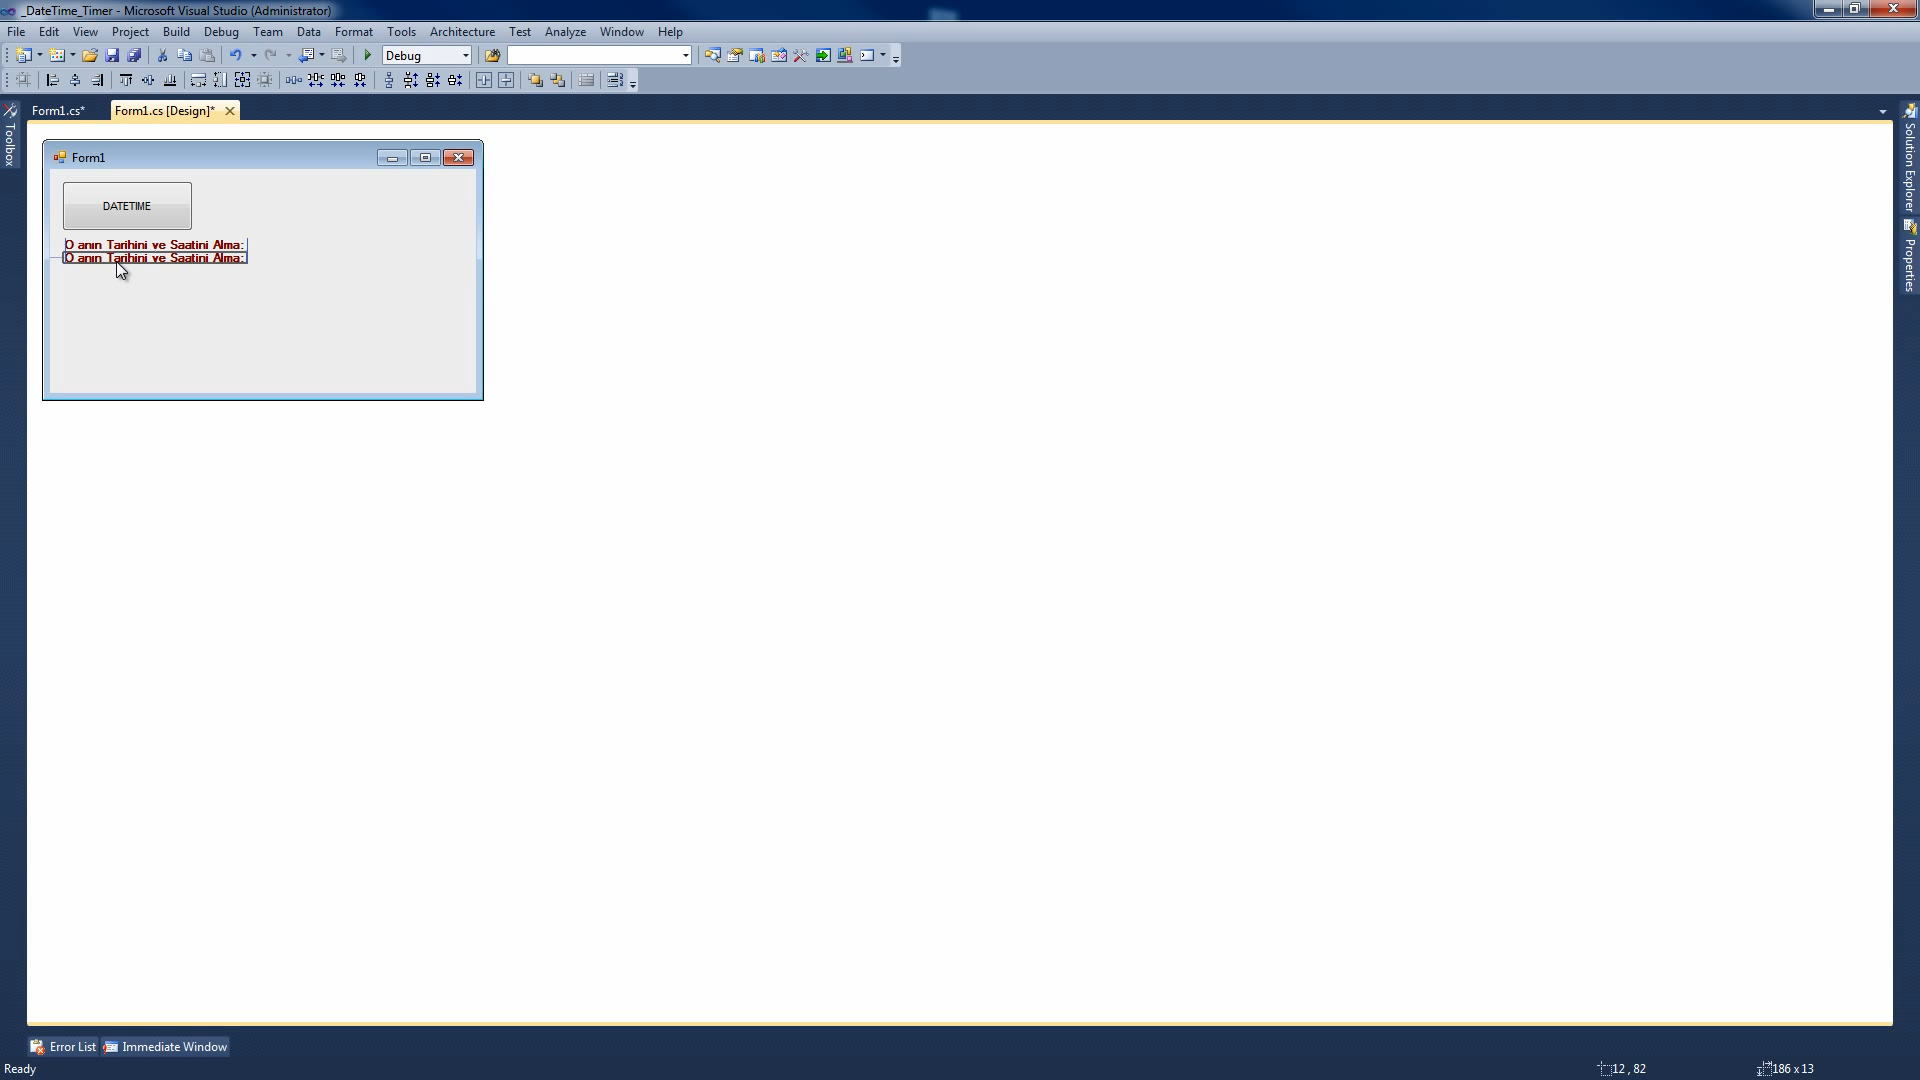 _DateTime_Timer - Microsoft Visual Studio (Administrator)
File Edit View Project Build Debug Team Data Format Tools Architecture Test Analyze Window Help
Debug
Form1.cs* Form1.cs [Design]*
Toolbox
Form1
DATETIME
O anın Tarihini ve Saatini Alma:
O anın Tarihini ve Saatini Alma:
Solution Explorer
Properties
Error List Immediate Window
Ready 12 , 82 186 x 13